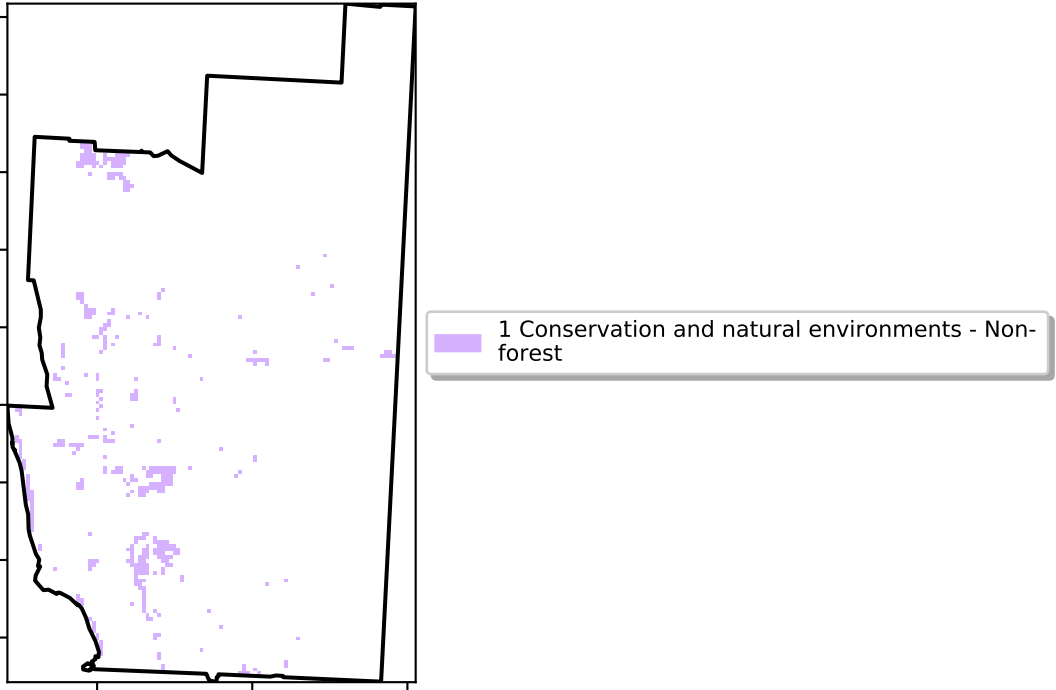 1 Conservation and natural environments - Non-
forest